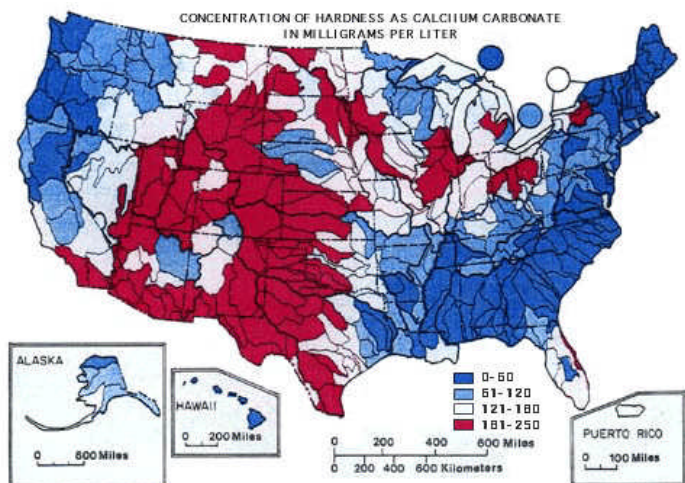 CONCENTRATION OF HARDNESS AS CALCIIUM CARBONATE
IN MILLIGRAMS PER LITER
ALASKA
0 500 Miles
HAWAII
0 200 Miles
0-60
61-120
121-180
181-250
0 200 400 600 Miles
0 200 400 600 Kilometers
PUERTO RICO
0 100 Miles